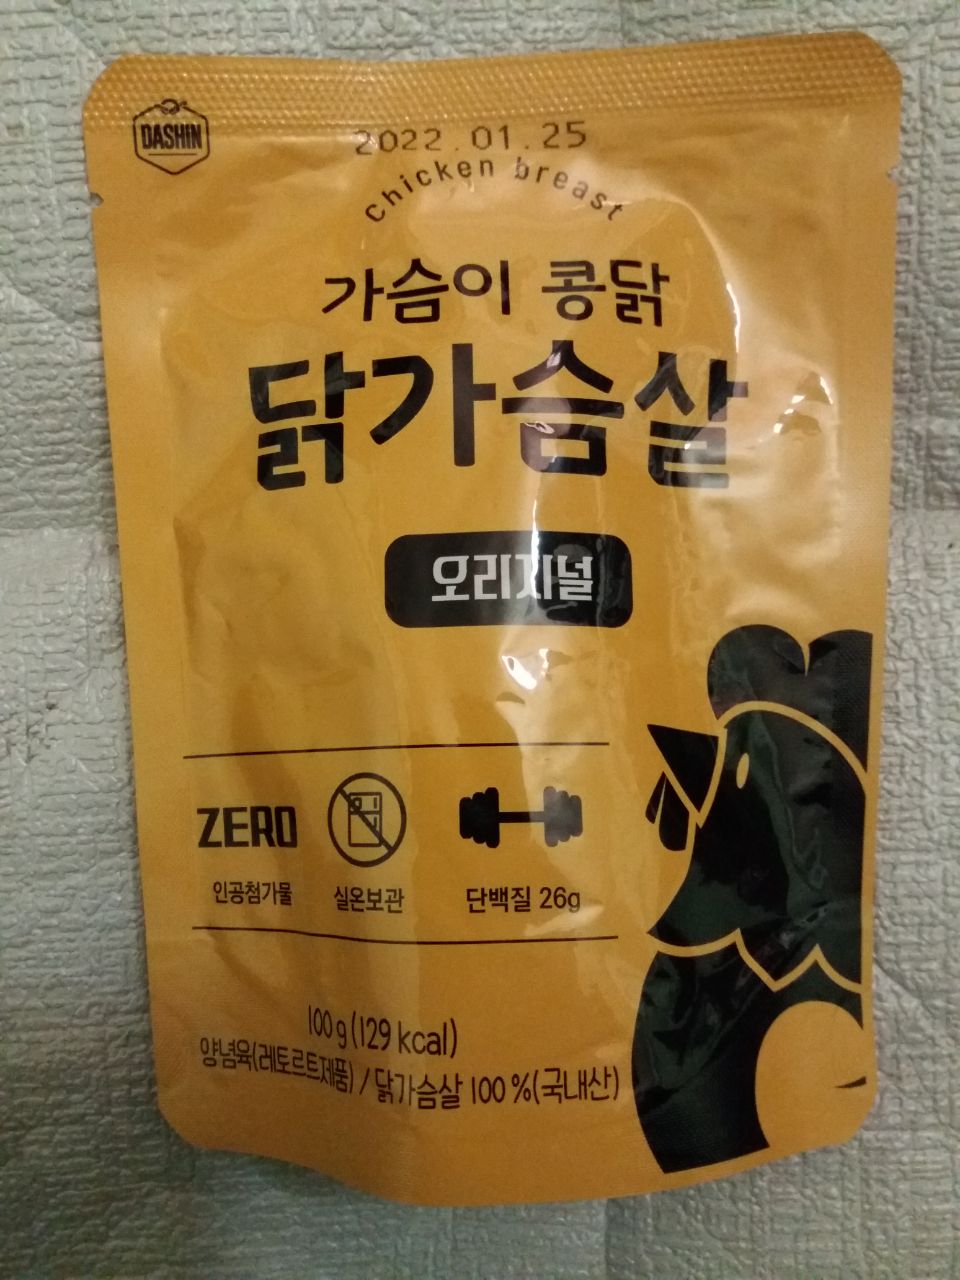 DASHIN
2022.01.25
chicken breast
가슴이 콩닭
닭가슴살
오리지널
ZERO
인공첨가물
실온보관
단백질 26g
100 g (129 kcal)
양념육(레토르트제품) / 닭가슴살 100 %(국내산)